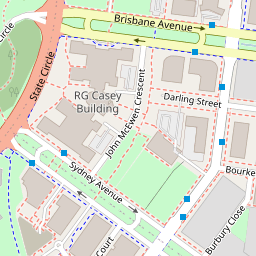 Brisbane Avenue
State Circle
RG Casey
Building
Darling Street
John McEwen Crescent
Sydney Avenue
Bourke
Burbury Close
Court